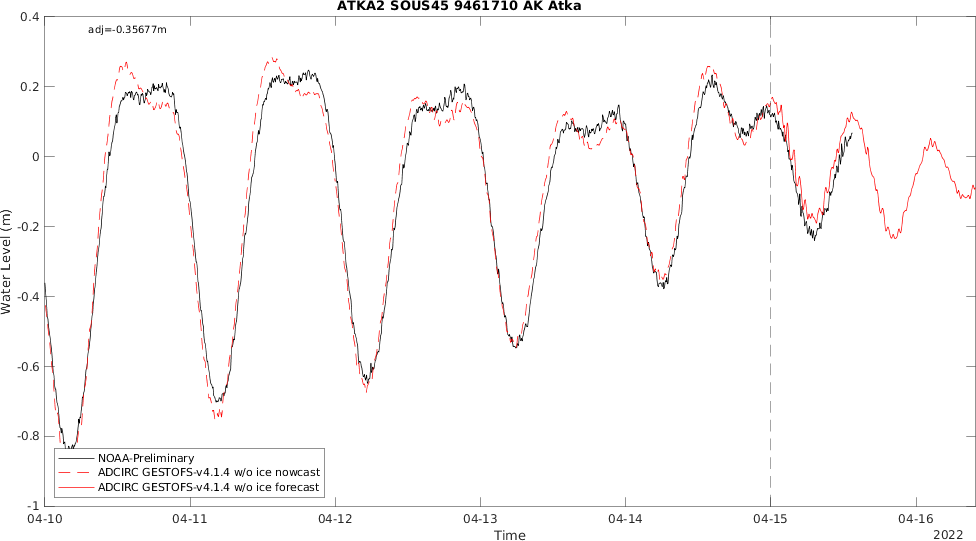 ATKA2 SOUS45 9461710 AK Atka
adj=-0.35677m
0.4
0.2
0
-0.2
-0.4
-0.6
-0.8
-1
Water Level (m)
NOAA-Preliminary
ADCIRC GESTOFS-v4.1.4 w/o ice nowcast
ADCIRC GESTOFS-v4.1.4 w/o ice forecast
04-10 04-11 04-12 04-13 04-14 04-15 04-16
Time
2022